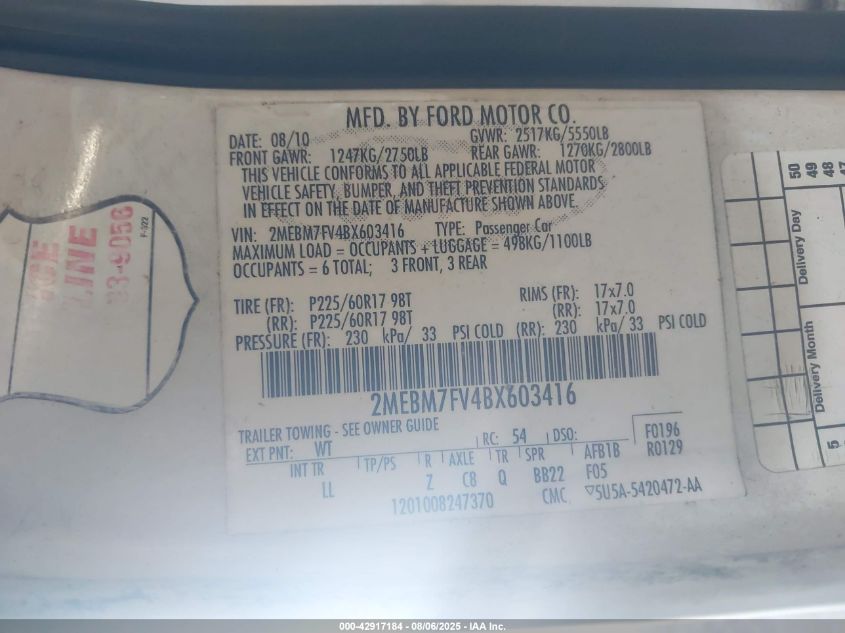 MFD. BY FORD MOTOR CO.
DATE: 08/10 GVWR: 2517KG/5550LB
FRONT GAWR: 1247KG/2750LB REAR GAWR: 1270KG/2800LB
THIS VEHICLE CONFORMS TO ALL APPLICABLE FEDERAL MOTOR
VEHICLE SAFETY, BUMPER, AND THEFT PREVENTION STANDARDS
IN EFFECT ON THE DATE OF MANUFACTURE SHOWN ABOVE.
VIN: 2MEBM7FV4BX603416 TYPE: Passenger Car
MAXIMUM LOAD = OCCUPANTS + LUGGAGE = 498KG/1100LB
OCCUPANTS = 6 TOTAL; 3 FRONT, 3 REAR
TIRE (FR): P225/60R17 98T RIMS (FR): 17x7.0
(RR): P225/60R17 98T (RR): 17x7.0
PRESSURE (FR): 230 kPa/ 33 PSI COLD (RR): 230 kPa/ 33 PSI COLD
2MEBM7FV4BX603416
TRAILER TOWING - SEE OWNER GUIDE
EXT PNT: WT RC: 54 DSO: F0196
R0129
INT TR TP/PS R AXLE TR SPR AFB1B
LL Z C8 Q BB22 F05
1201008247370 CMC 5U5A-5420472-AA
LINE
F-922
Delivery Day
Delivery Month
50
49
48
47
5
000-42917184 - 08/06/2025 - IAA Inc.